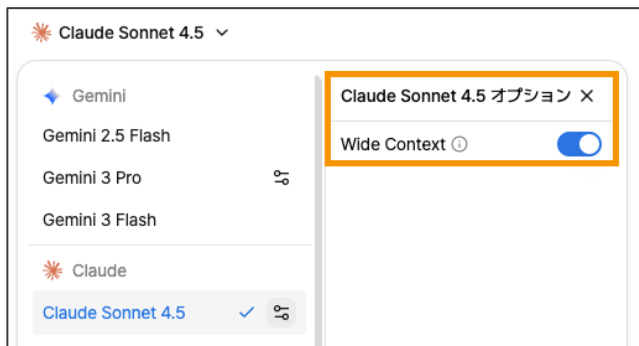 Claude Sonnet 4.5
Gemini
Gemini 2.5 Flash
Gemini 3 Pro
Gemini 3 Flash
Claude
Claude Sonnet 4.5
Claude Sonnet 4.5 オプション
Wide Context